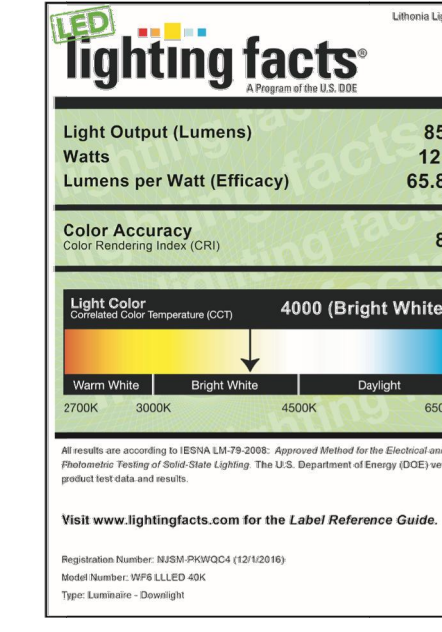 Lithonia Lig
LED
lighting facts®
A Program of the U.S. DOE
Light Output (Lumens) 85
Watts 12
Lumens per Watt (Efficacy) 65.8
Color Accuracy
Color Rendering Index (CRI) 8
Light Color
Correlated Color Temperature (CCT) 4000 (Bright White
Warm White Bright White Daylight
2700K 3000K 4500K 650
All results are according to IESNA LM-79-2008: Approved Method for the Electrical and
Photometric Testing of Solid-State Lighting. The U.S. Department of Energy (DOE) ve
product test data and results.
Visit www.lightingfacts.com for the Label Reference Guide.
Registration Number: NJSM-PKWQC4 (12/1/2016)
Model Number: WF6 LLLED 40K
Type: Luminaire - Downlight